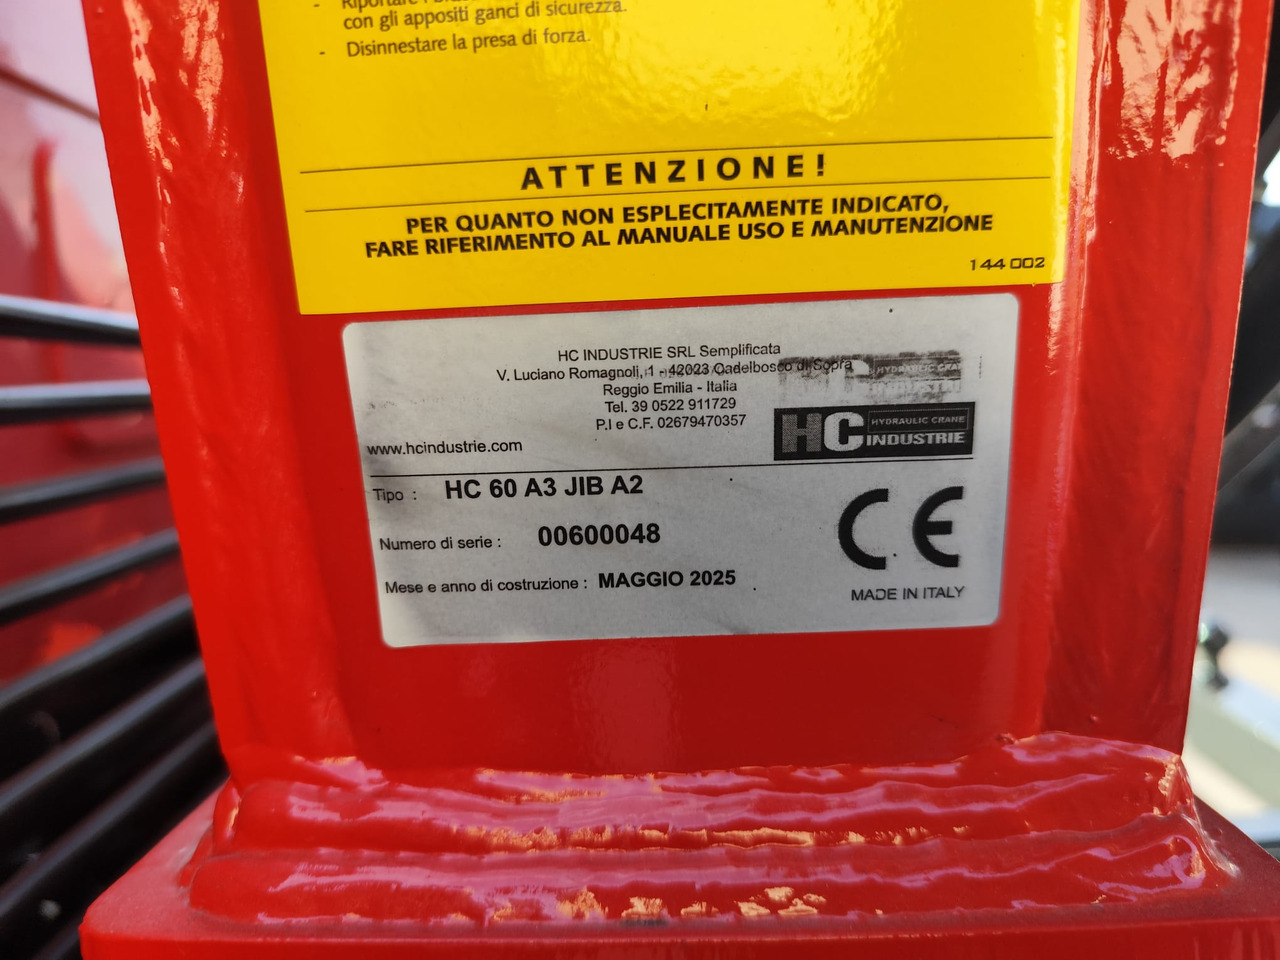 - Riportare i
con gli appositi ganci di sicurezza.
- Disinnestare la presa di forza.
ATTENZIONE!
PER QUANTO NON ESPLECITAMENTE INDICATO,
FARE RIFERIMENTO AL MANUALE USO E MANUTENZIONE
144 002
HC INDUSTRIE SRL Semplificata
V. Luciano Romagnoli, 1 - 42023 Cadelbosco di Sopra
Reggio Emilia - Italia
Tel. 39 0522 911729
P.I e C.F. 02679470357
www.hcindustrie.com
HC HYDRAULIC CRANE
INDUSTRIE
Tipo : HC 60 A3 JIB A2
Numero di serie : 00600048
Mese e anno di costruzione : MAGGIO 2025
CE
MADE IN ITALY